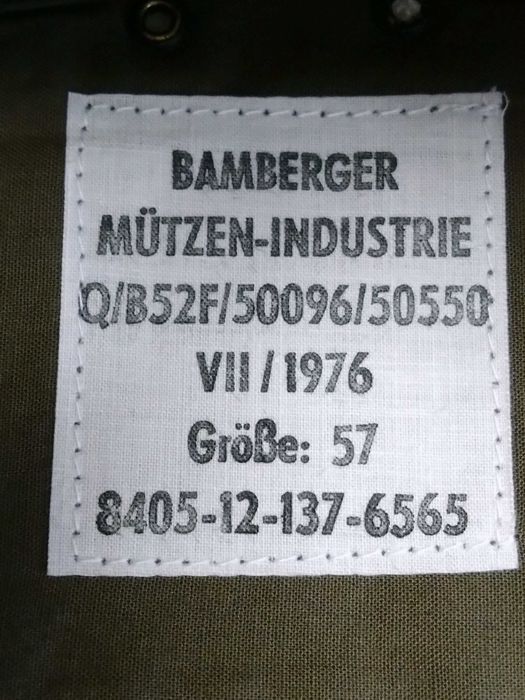 BAMBERGER
MÜTZEN-INDUSTRIE
Q/B52F/50096/50550
VII / 1976
Größe: 57
8405-12-137-6565